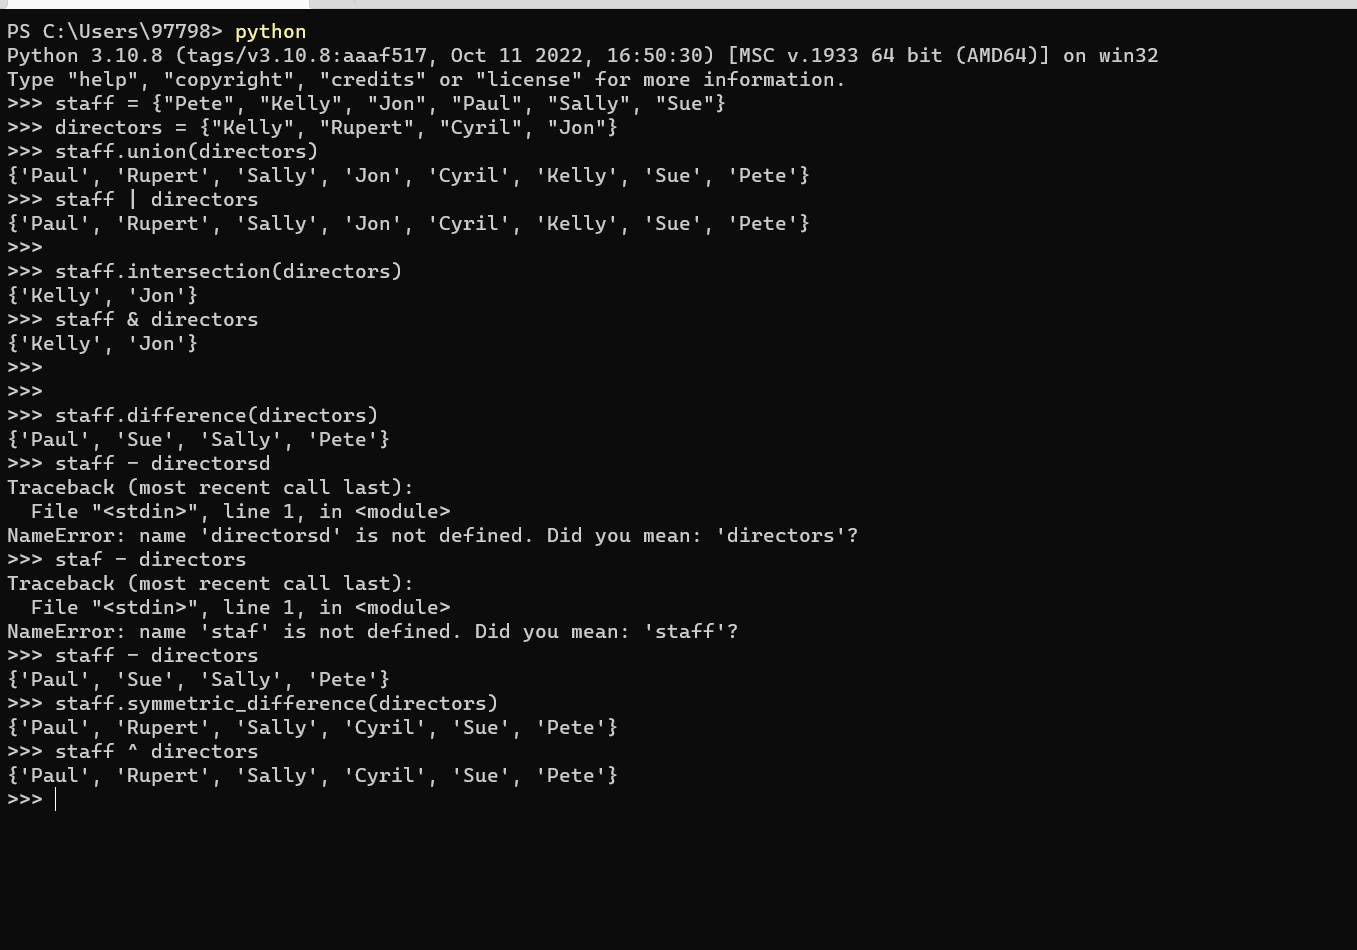 PS C:\Users\97798> python
Python 3.10.8 (tags/v3.10.8:aaaf517, Oct 11 2022, 16:50:30) [MSC v.1933 64 bit (AMD64)] on win32
Type "help", "copyright", "credits" or "license" for more information.
>>> staff = {"Pete", "Kelly", "Jon", "Paul", "Sally", "Sue"}
>>> directors = {"Kelly", "Rupert", "Cyril", "Jon"}
>>> staff.union(directors)
{'Paul', 'Rupert', 'Sally', 'Jon', 'Cyril', 'Kelly', 'Sue', 'Pete'}
>>> staff | directors
{'Paul', 'Rupert', 'Sally', 'Jon', 'Cyril', 'Kelly', 'Sue', 'Pete'}
>>>
>>> staff.intersection(directors)
{'Kelly', 'Jon'}
>>> staff & directors
{'Kelly', 'Jon'}
>>>
>>>
>>> staff.difference(directors)
{'Paul', 'Sue', 'Sally', 'Pete'}
>>> staff - directorsd
Traceback (most recent call last):
  File "<stdin>", line 1, in <module>
NameError: name 'directorsd' is not defined. Did you mean: 'directors'?
>>> staf - directors
Traceback (most recent call last):
  File "<stdin>", line 1, in <module>
NameError: name 'staf' is not defined. Did you mean: 'staff'?
>>> staff - directors
{'Paul', 'Sue', 'Sally', 'Pete'}
>>> staff.symmetric_difference(directors)
{'Paul', 'Rupert', 'Sally', 'Cyril', 'Sue', 'Pete'}
>>> staff ^ directors
{'Paul', 'Rupert', 'Sally', 'Cyril', 'Sue', 'Pete'}
>>>